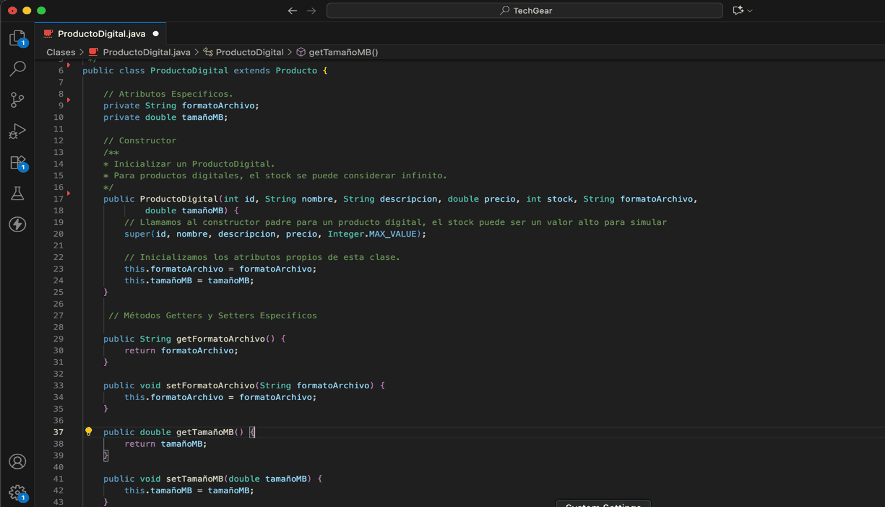 TechGear
ProductoDigital.java
Clases > ProductoDigital.java > ProductoDigital > getTamañoMB()
5 */
6 public class ProductoDigital extends Producto {
7
8 // Atributos Especificos.
9 private String formatoArchivo;
10 private double tamañoMB;
11
12 // Constructor
13 /**
14 * Inicializar un ProductoDigital.
15 * Para productos digitales, el stock se puede considerar infinito.
16 */
17 public ProductoDigital(int id, String nombre, String descripcion, double precio, int stock, String formatoArchivo,
18 double tamañoMB) {
19 // Llamamos al constructor padre para un producto digital, el stock puede ser un valor alto para simular
20 super(id, nombre, descripcion, precio, Integer.MAX_VALUE);
21
22 // Inicializamos los atributos propios de esta clase.
23 this.formatoArchivo = formatoArchivo;
24 this.tamañoMB = tamañoMB;
25 }
26
27 // Métodos Getters y Setters Especificos
28
29 public String getFormatoArchivo() {
30 return formatoArchivo;
31 }
32
33 public void setFormatoArchivo(String formatoArchivo) {
34 this.formatoArchivo = formatoArchivo;
35 }
36
37 public double getTamañoMB() {
38 return tamañoMB;
39 }
40
41 public void setTamañoMB(double tamañoMB) {
42 this.tamañoMB = tamañoMB;
43 }
1
1
1
System Settings